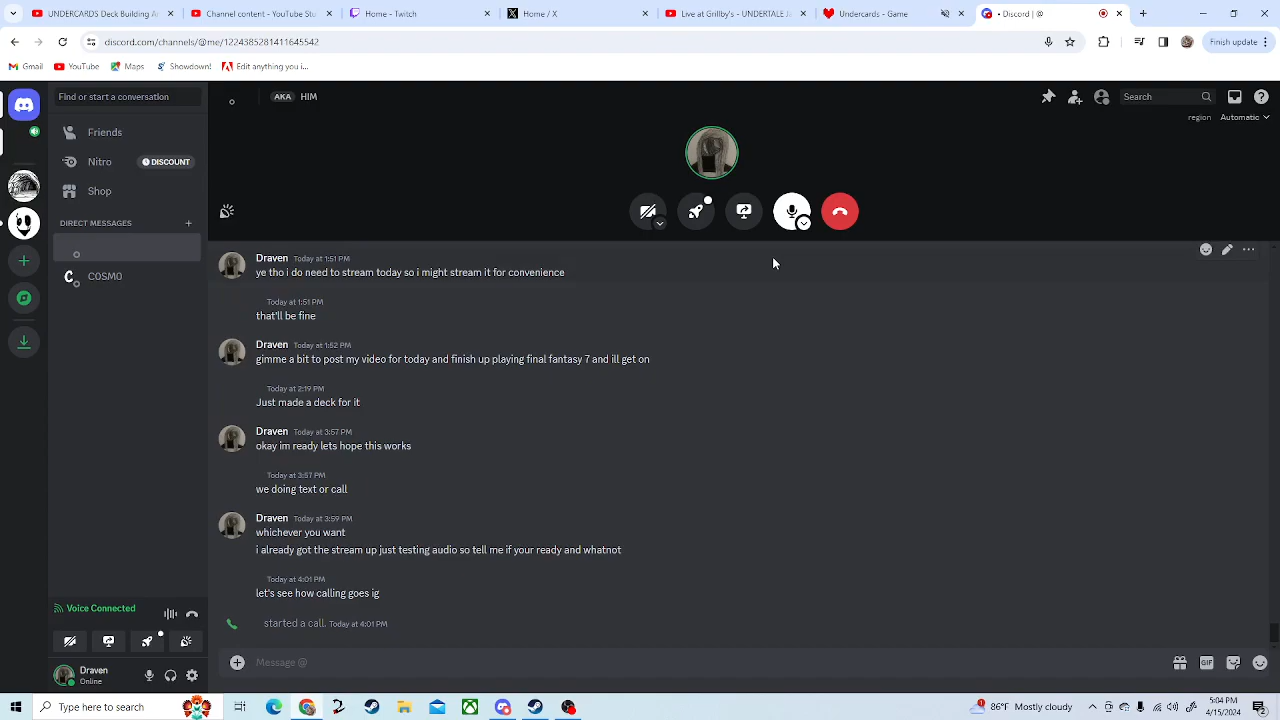 UNDERCARDS Deck Building A
Channel content - YouTube Stu
Home - Twitch
Home / X
Live at Grillby's - UNDERTALE Ja
Undercards - Game
• Discord | @
discord.com/channels/@me/1224385281411645542
Finish update
Gmail
YouTube
Maps
Showdown!
Edit anything you i...
Find or start a conversation
AKA HIM
Search
region Automatic
Friends
Nitro
DISCOUNT
Shop
DIRECT MESSAGES
COSMO
Draven Today at 1:51 PM
ye tho i do need to stream today so i might stream it for convenience
Today at 1:51 PM
that'll be fine
Draven Today at 1:52 PM
gimme a bit to post my video for today and finish up playing final fantasy 7 and ill get on
Today at 2:19 PM
Just made a deck for it
Draven Today at 3:57 PM
okay im ready lets hope this works
Today at 3:57 PM
we doing text or call
Draven Today at 3:59 PM
whichever you want
i already got the stream up just testing audio so tell me if your ready and whatnot
Today at 4:01 PM
let's see how calling goes ig
started a call. Today at 4:01 PM
Voice Connected
Draven
Online
Message @
GIF
Type here to search
86°F Mostly cloudy
5:04 PM
4/15/2024